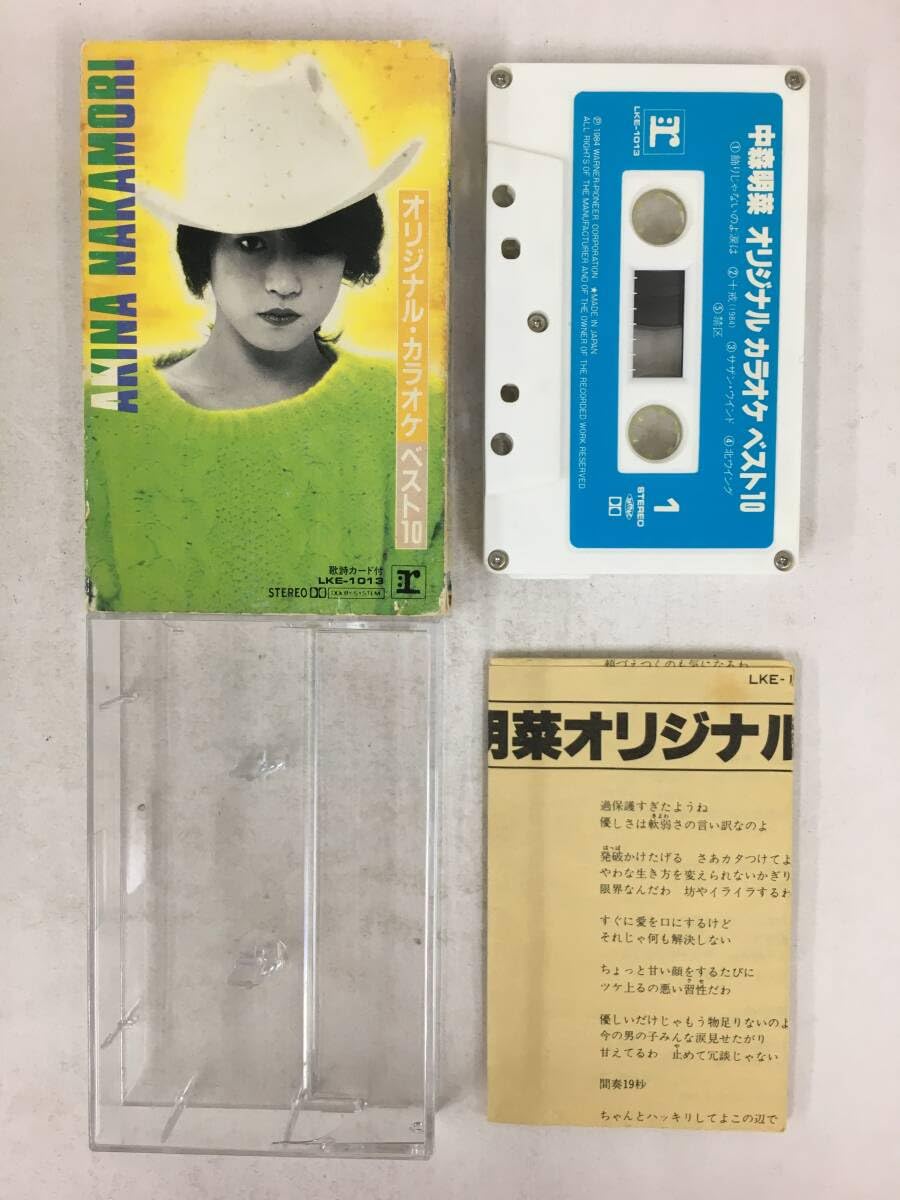 AKINA NAKAMORI
オリジナル・カラオケ ベスト10
歌詩カード付
LKE-1013
STEREO
DOLBY SYSTEM
r
r
LKE-1013
中森明菜 オリジナル カラオケ ベスト10
①飾りじゃないのよ涙は ②十戒(1984) ③サザン・ウインド ④北ウイング
⑤禁区
1
STEREO
Ⓟ1984 WARNER-PIONEER CORPORATION ★MADE IN JAPAN
ALL RIGHTS OF THE MANUFACTURER AND OF THE OWNER OF THE RECORDED WORK RESERVED
頬づえつくのも気になるわ
LKE-1
明菜オリジナル
過保護すぎたようね
優しさは軟弱さの言い訳なのよ
発破かけたげる さあカタつけてよ
やわな生き方を変えられないかぎり
限界なんだわ 坊やイライラするわ
すぐに愛を口にするけど
それじゃ何も解決しない
ちょっと甘い顔をするたびに
ツケ上るの悪い習性だわ
優しいだけじゃもう物足りないのよ
今の男の子みんな涙見せたがり
甘えてるわ 止めて冗談じゃない
間奏19秒
ちゃんとハッキリしてよこの辺で